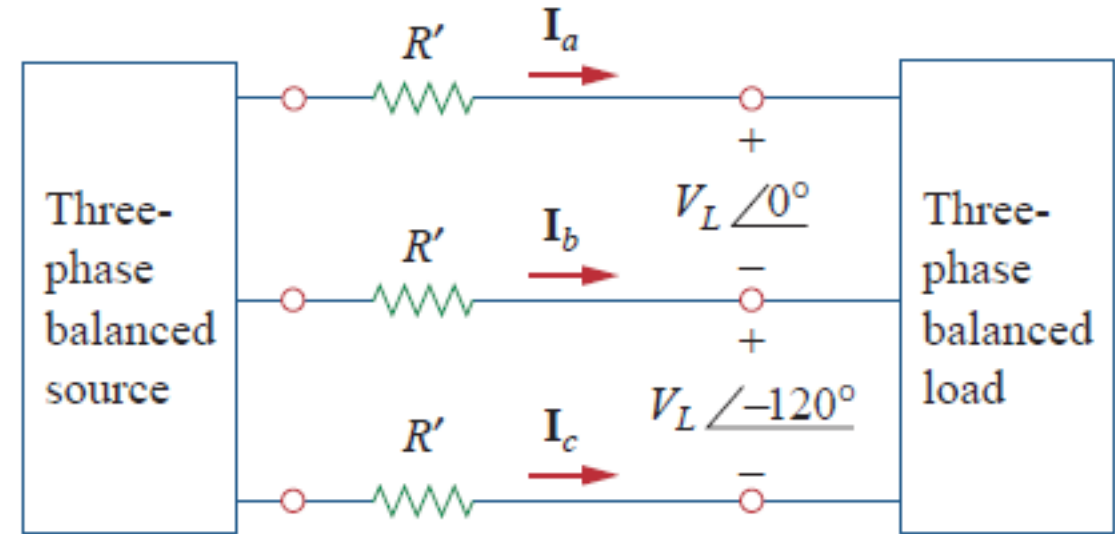 R′
I_a
Three-
phase
balanced
source
+
V_L ∠0°
−
Three-
phase
balanced
load
R′
I_b
+
V_L ∠−120°
−
R′
I_c